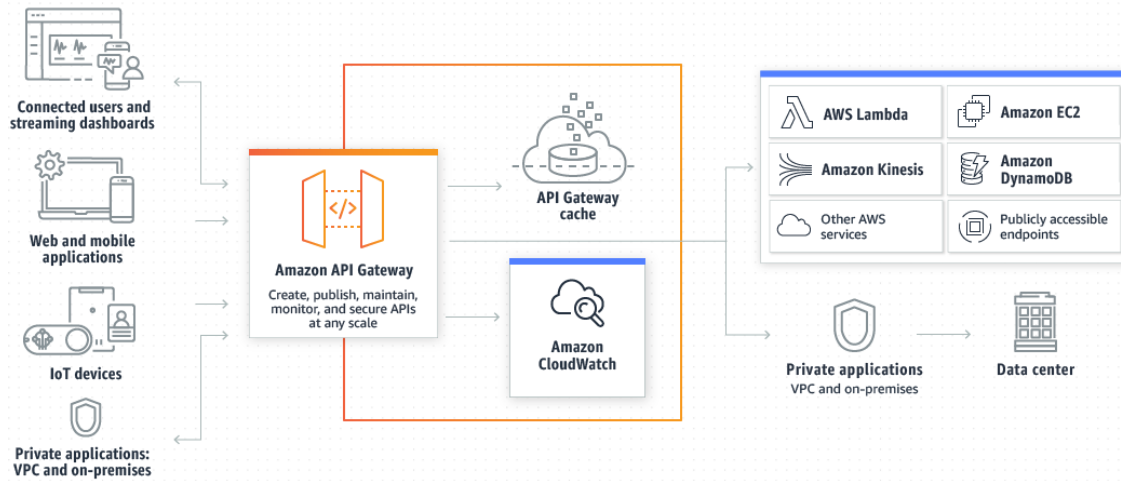 Connected users and
streaming dashboards
Web and mobile
applications
IoT devices
Private applications:
VPC and on-premises
</>
Amazon API Gateway
Create, publish, maintain,
monitor, and secure APIs
at any scale
API Gateway
cache
Amazon
CloudWatch
AWS Lambda
Amazon EC2
Amazon Kinesis
Amazon
DynamoDB
Other AWS
services
Publicly accessible
endpoints
Private applications
VPC and on-premises
Data center